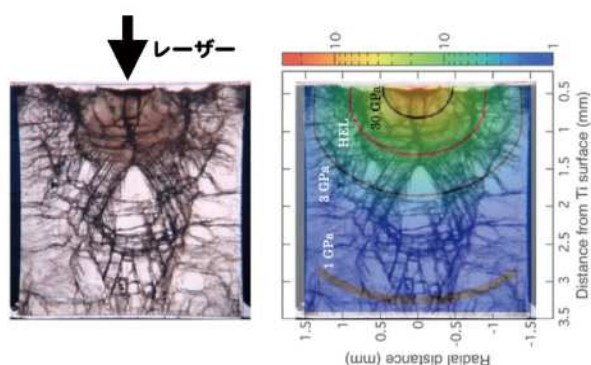 レーザー
10 10 1
30 GPa
HEL
3 GPa
1 GPa
0.5
1
1.5
2
2.5
3
3.5
Distance from Ti surface (mm)
1.5 1 0.5 0 -0.5 -1 -1.5
Radial distance (mm)